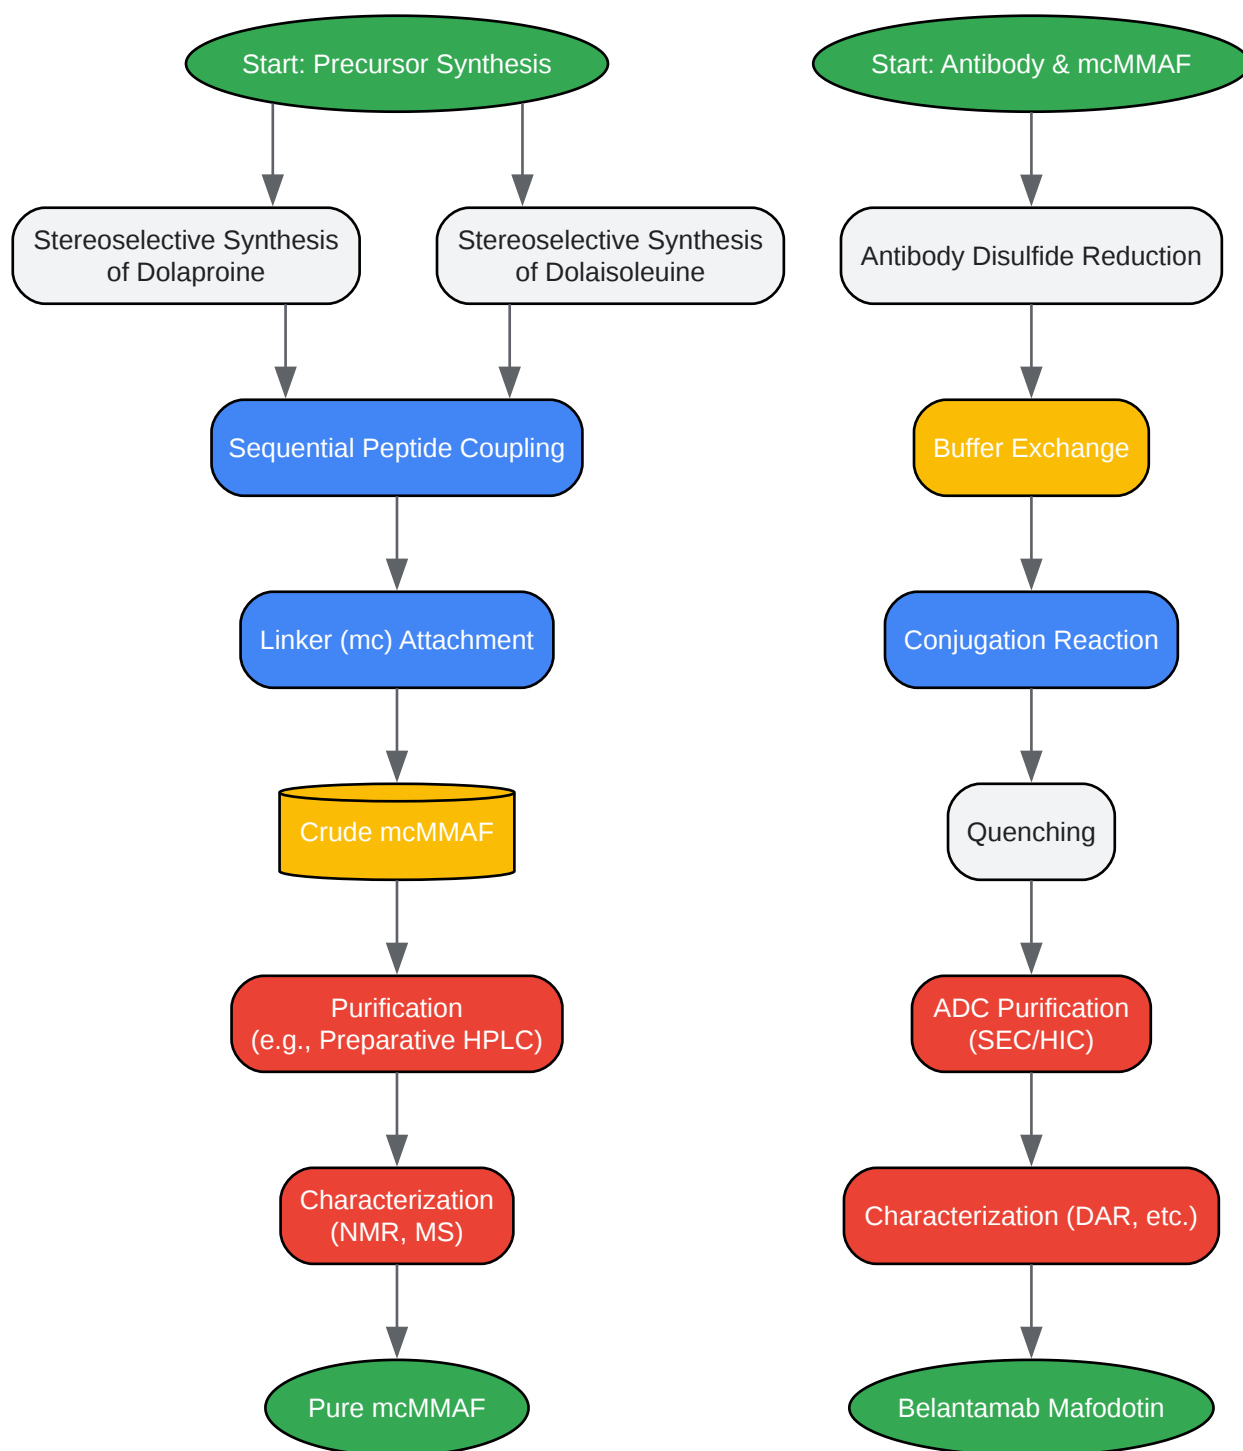 Start: Precursor Synthesis
Stereoselective Synthesis
of Dolaproine
Stereoselective Synthesis
of Dolaisoleuine
Sequential Peptide Coupling
Linker (mc) Attachment
Crude mcMMAF
Purification
(e.g., Preparative HPLC)
Characterization
(NMR, MS)
Pure mcMMAF
Start: Antibody & mcMMAF
Antibody Disulfide Reduction
Buffer Exchange
Conjugation Reaction
Quenching
ADC Purification
(SEC/HIC)
Characterization (DAR, etc.)
Belantamab Mafodotin